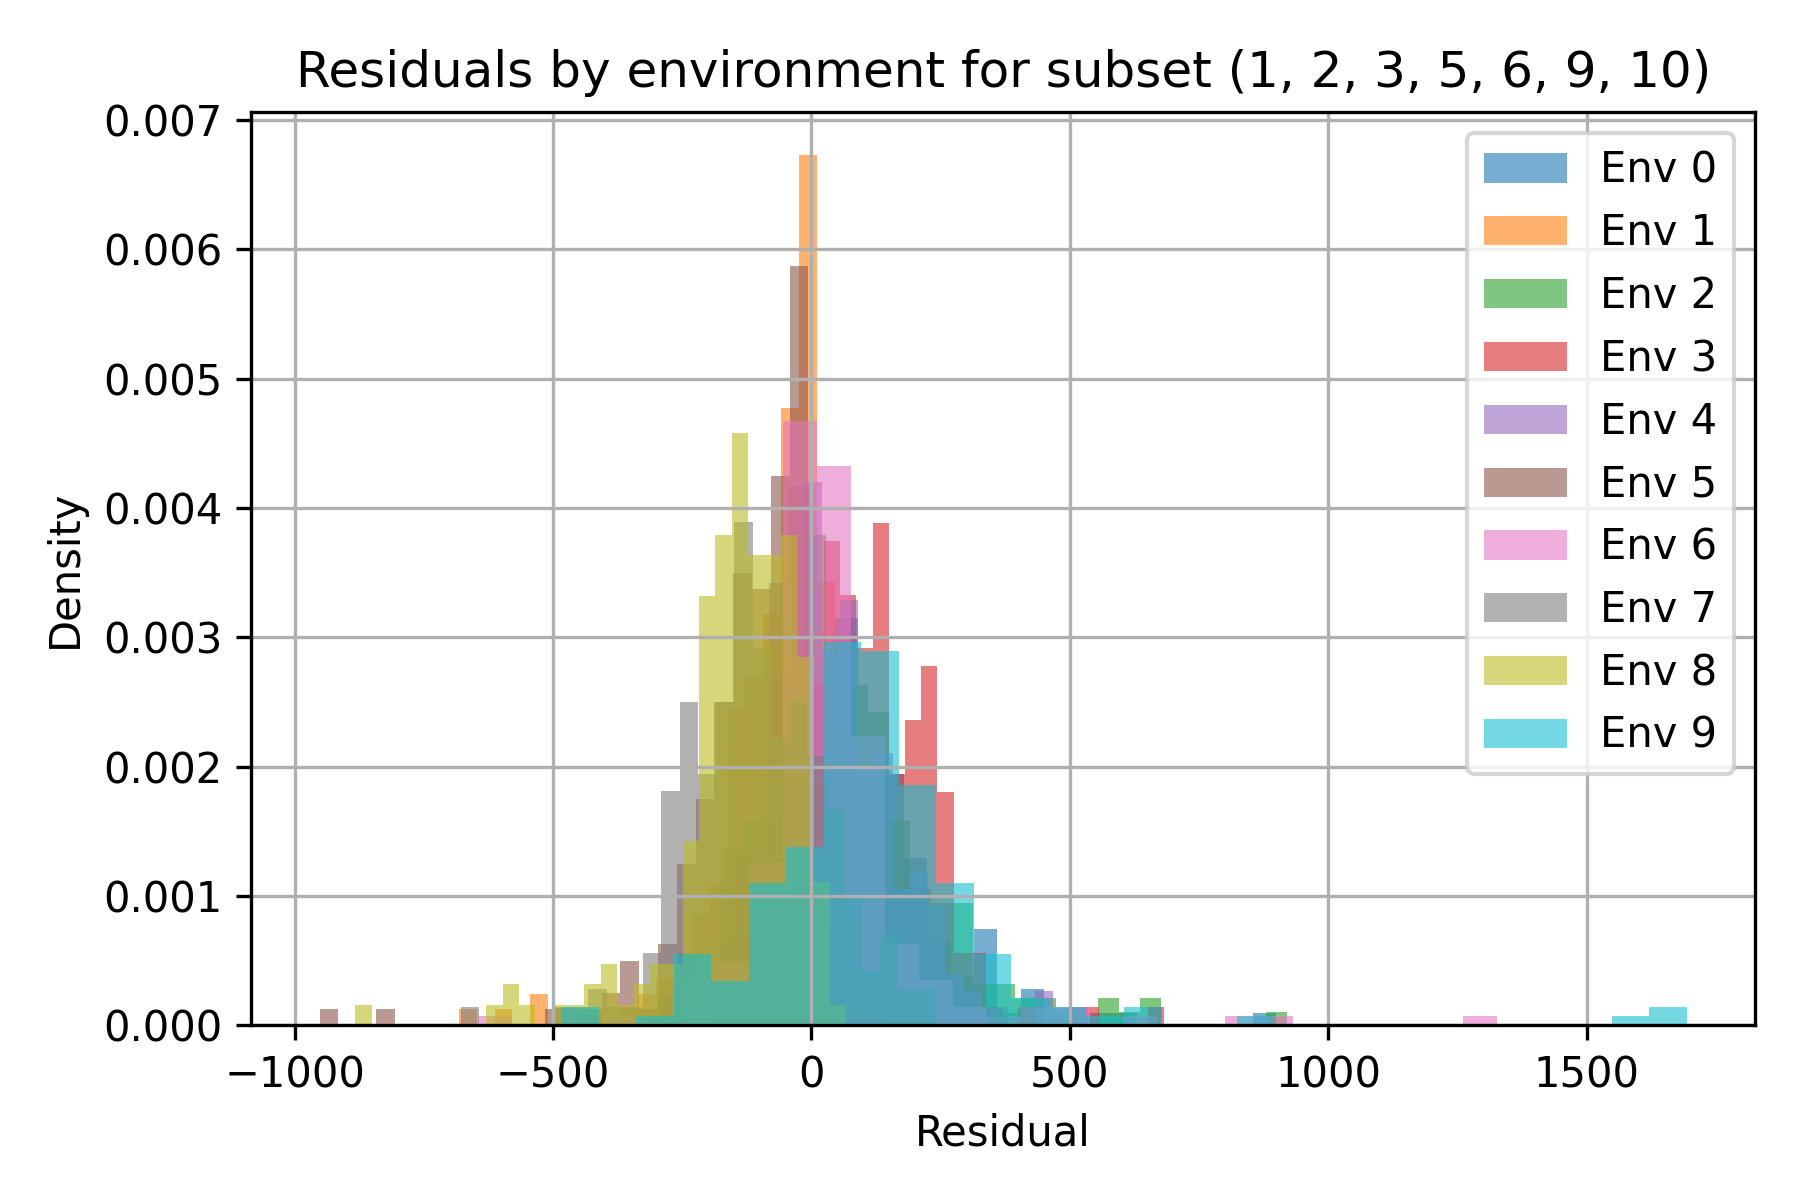 Residuals by environment for subset (1, 2, 3, 5, 6, 9, 10)
Density
0.007
0.006
0.005
0.004
0.003
0.002
0.001
0.000
Env 0
Env 1
Env 2
Env 3
Env 4
Env 5
Env 6
Env 7
Env 8
Env 9
−1000 −500 0 500 1000 1500
Residual